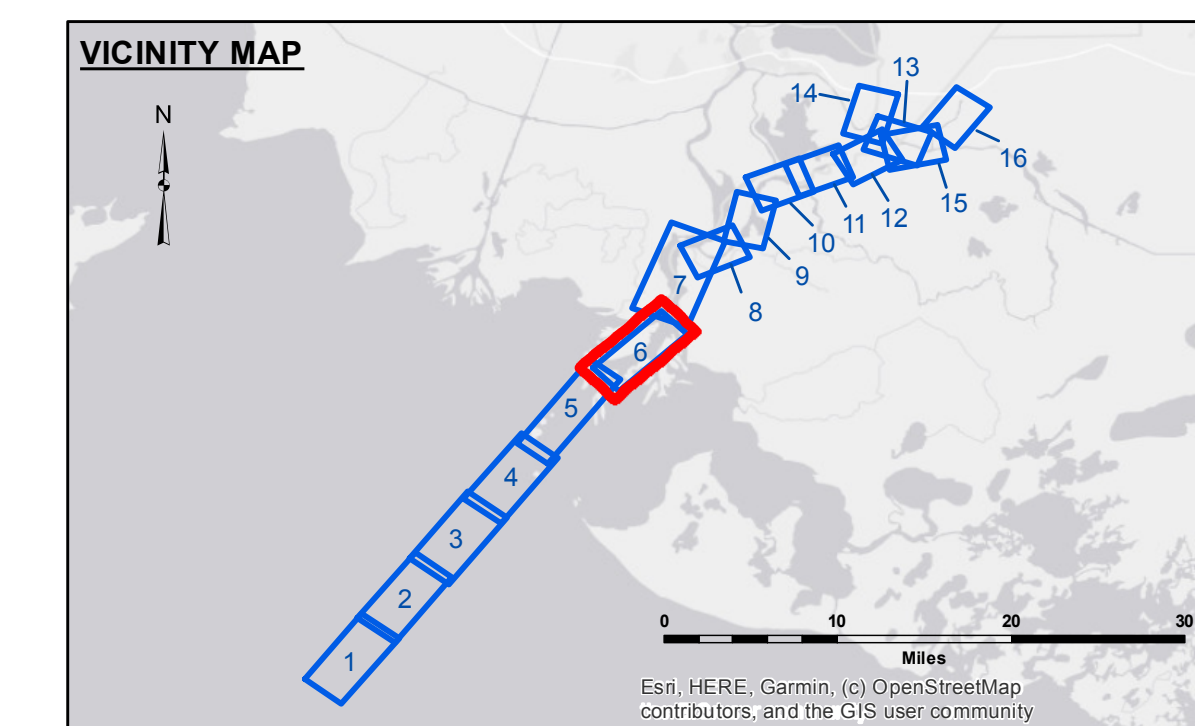 VICINITY MAP
N
13
14
16
15
12
11
10
9
8
7
6
5
4
3
2
1
0 10 20 30
Miles
Esri, HERE, Garmin, (c) OpenStreetMap
contributors, and the GIS user community